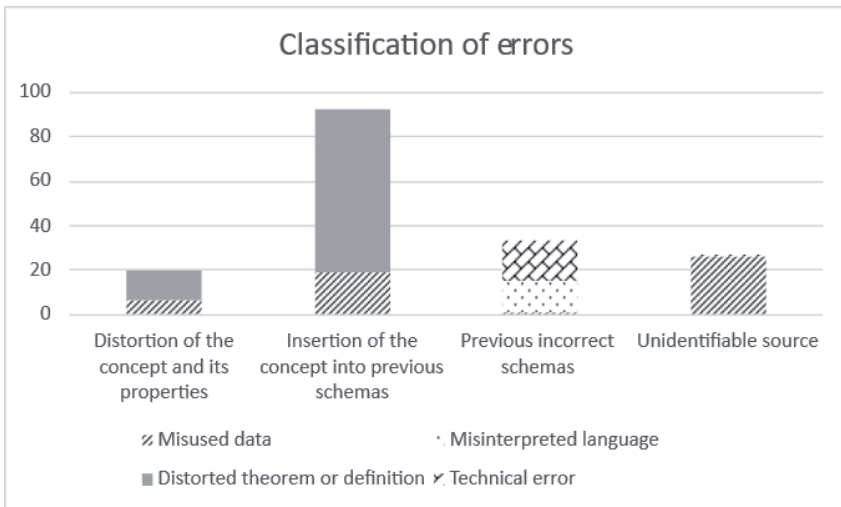 Classification of errors
100
80
60
40
20
0
Distortion of the
concept and its
properties
Insertion of the
concept into previous
schemas
Previous incorrect
schemas
Unidentifiable source
Misused data
Misinterpreted language
Distorted theorem or definition
Technical error